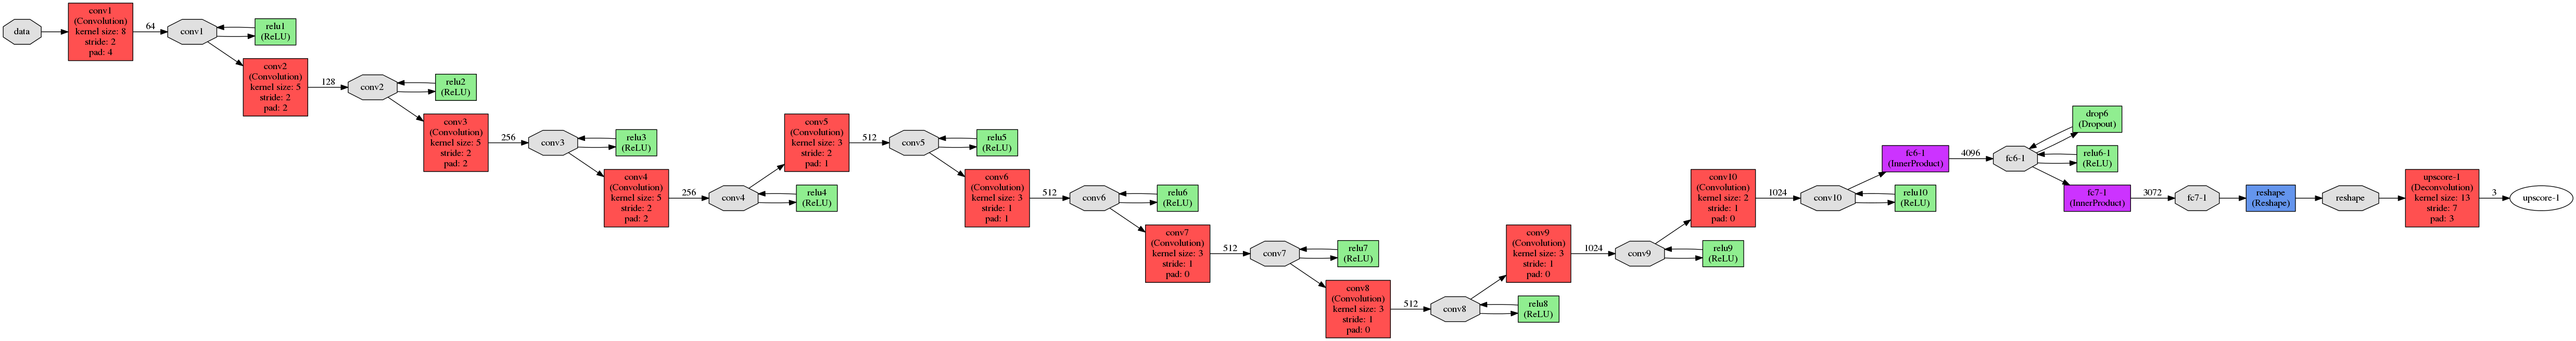 data
conv1
(Convolution)
kernel size: 8
stride: 2
pad: 4
64
conv1
relu1
(ReLU)
conv2
(Convolution)
kernel size: 5
stride: 2
pad: 2
128
conv2
relu2
(ReLU)
conv3
(Convolution)
kernel size: 5
stride: 2
pad: 2
256
conv3
relu3
(ReLU)
conv4
(Convolution)
kernel size: 5
stride: 2
pad: 2
256
conv4
relu4
(ReLU)
conv5
(Convolution)
kernel size: 3
stride: 2
pad: 1
512
conv5
relu5
(ReLU)
conv6
(Convolution)
kernel size: 3
stride: 1
pad: 1
512
conv6
relu6
(ReLU)
conv7
(Convolution)
kernel size: 3
stride: 1
pad: 0
512
conv7
relu7
(ReLU)
conv8
(Convolution)
kernel size: 3
stride: 1
pad: 0
512
conv8
relu8
(ReLU)
conv9
(Convolution)
kernel size: 3
stride: 1
pad: 0
1024
conv9
relu9
(ReLU)
conv10
(Convolution)
kernel size: 2
stride: 1
pad: 0
1024
conv10
relu10
(ReLU)
fc6-1
(InnerProduct)
4096
fc6-1
drop6
(Dropout)
relu6-1
(ReLU)
fc7-1
(InnerProduct)
3072
fc7-1
reshape
(Reshape)
reshape
upscore-1
(Deconvolution)
kernel size: 13
stride: 7
pad: 3
3
upscore-1